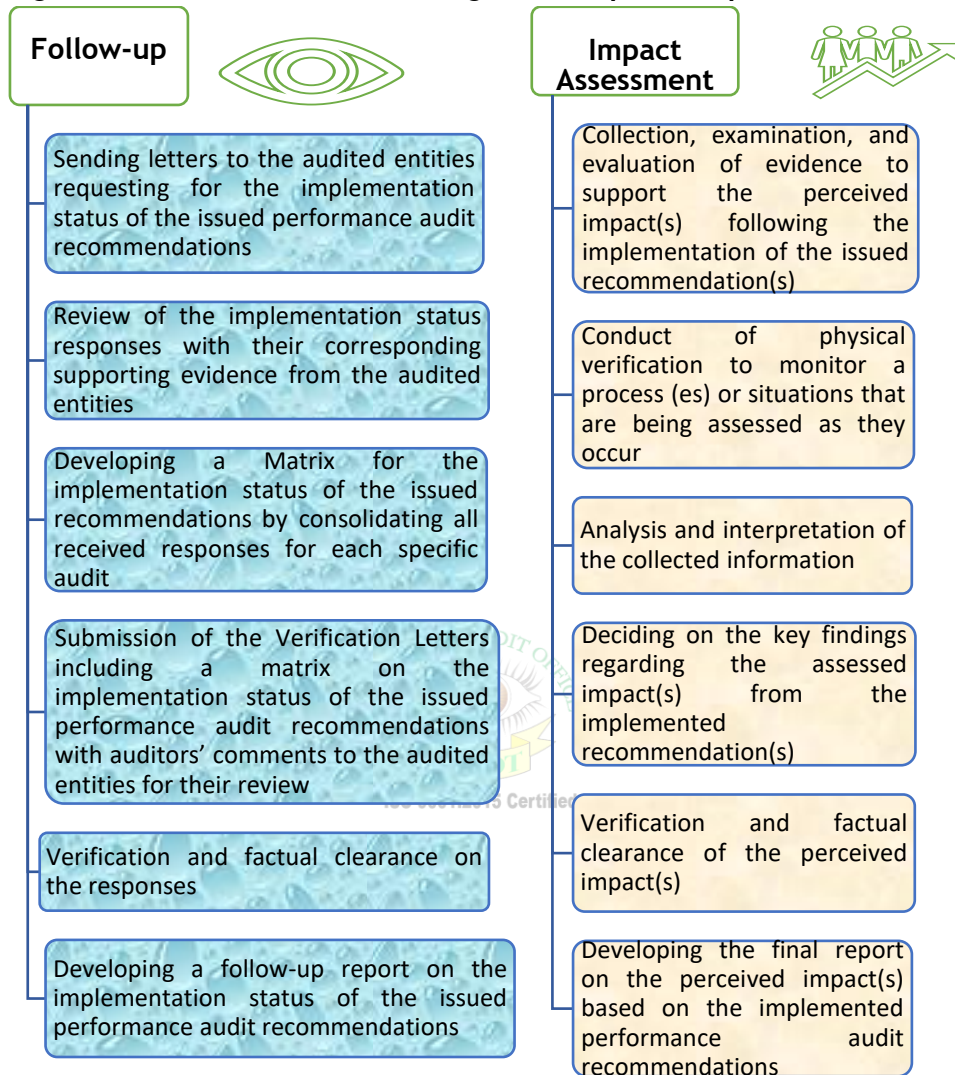 Follow-up
Sending letters to the audited entities
requesting for the implementation
status of the issued performance audit
recommendations
Review of the implementation status
responses with their corresponding
supporting evidence from the audited
entities
Developing a Matrix for the
implementation status of the issued
recommendations by consolidating all
received responses for each specific
audit
Submission of the Verification Letters
including a matrix on the
implementation status of the issued
performance audit recommendations
with auditors’ comments to the audited
entities for their review
Verification and factual clearance on
the responses
Developing a follow-up report on the
implementation status of the issued
performance audit recommendations
Impact
Assessment
Collection, examination, and
evaluation of evidence to
support the perceived
impact(s) following the
implementation of the issued
recommendation(s)
Conduct of physical
verification to monitor a
process (es) or situations that
are being assessed as they
occur
Analysis and interpretation of
the collected information
Deciding on the key findings
regarding the assessed
impact(s) from the
implemented
recommendation(s)
Verification and factual
clearance of the perceived
impact(s)
Developing the final report
on the perceived impact(s)
based on the implemented
performance audit
recommendations